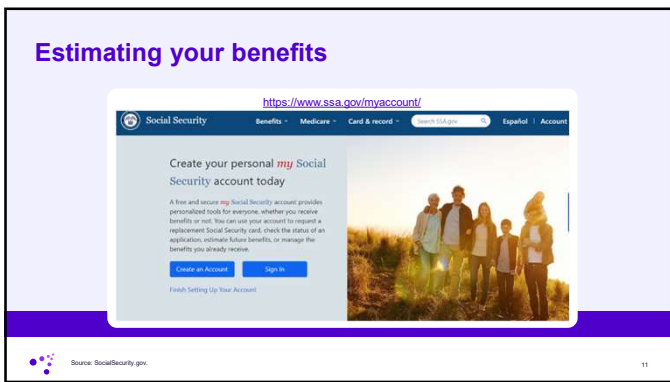 Estimating your benefits
https://www.ssa.gov/myaccount/
Social Security Benefits Medicare Card & record Search SSA.gov Español | Account
Create your personal my Social
Security account today
A free and secure my Social Security account provides
personalized tools for everyone, whether you receive
benefits or not. You can use your account to request a
replacement Social Security card, check the status of an
application, estimate future benefits, or manage the
benefits you already receive.
Create an Account Sign In
Finish Setting Up Your Account
Source: SocialSecurity.gov. 11